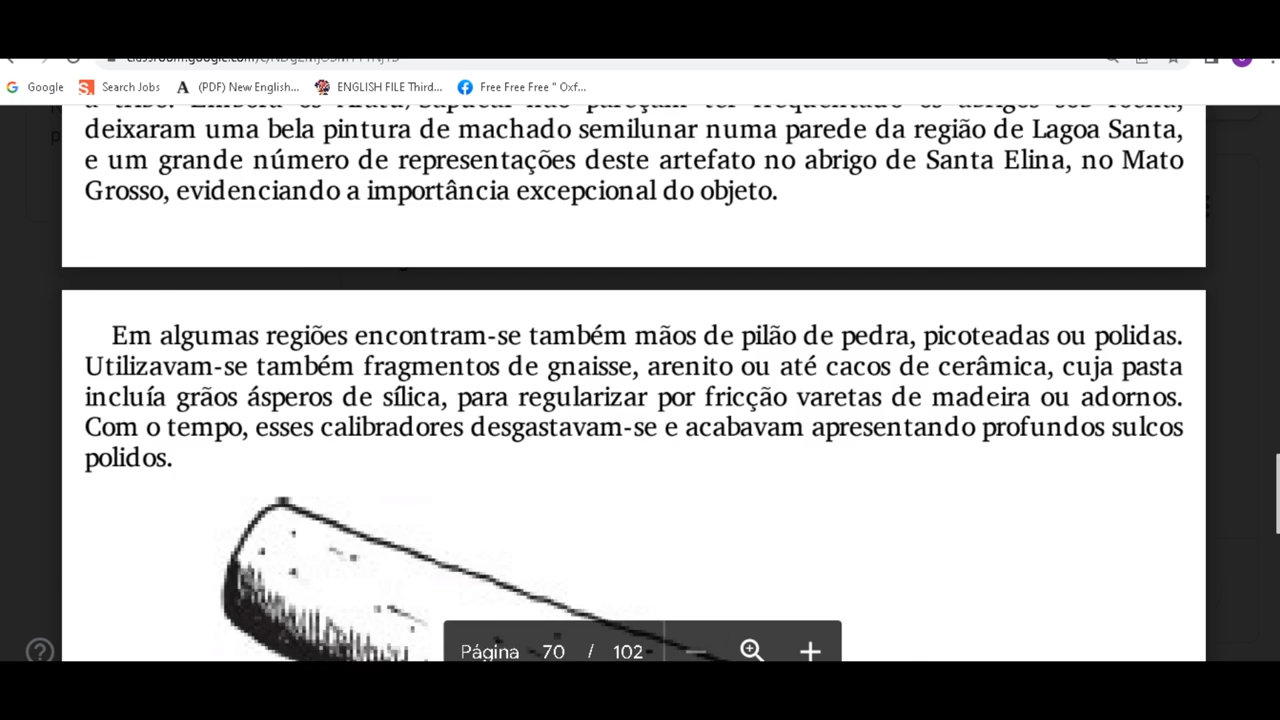 Google
Search Jobs
(PDF) New English...
ENGLISH FILE Third...
Free Free Free " Oxf...
deixaram uma bela pintura de machado semilunar numa parede da região de Lagoa Santa,
e um grande número de representações deste artefato no abrigo de Santa Elina, no Mato
Grosso, evidenciando a importância excepcional do objeto.
Em algumas regiões encontram-se também mãos de pilão de pedra, picoteadas ou polidas.
Utilizavam-se também fragmentos de gnaisse, arenito ou até cacos de cerâmica, cuja pasta
incluía grãos ásperos de sílica, para regularizar por fricção varetas de madeira ou adornos.
Com o tempo, esses calibradores desgastavam-se e acabavam apresentando profundos sulcos
polidos.
Página 70 / 102